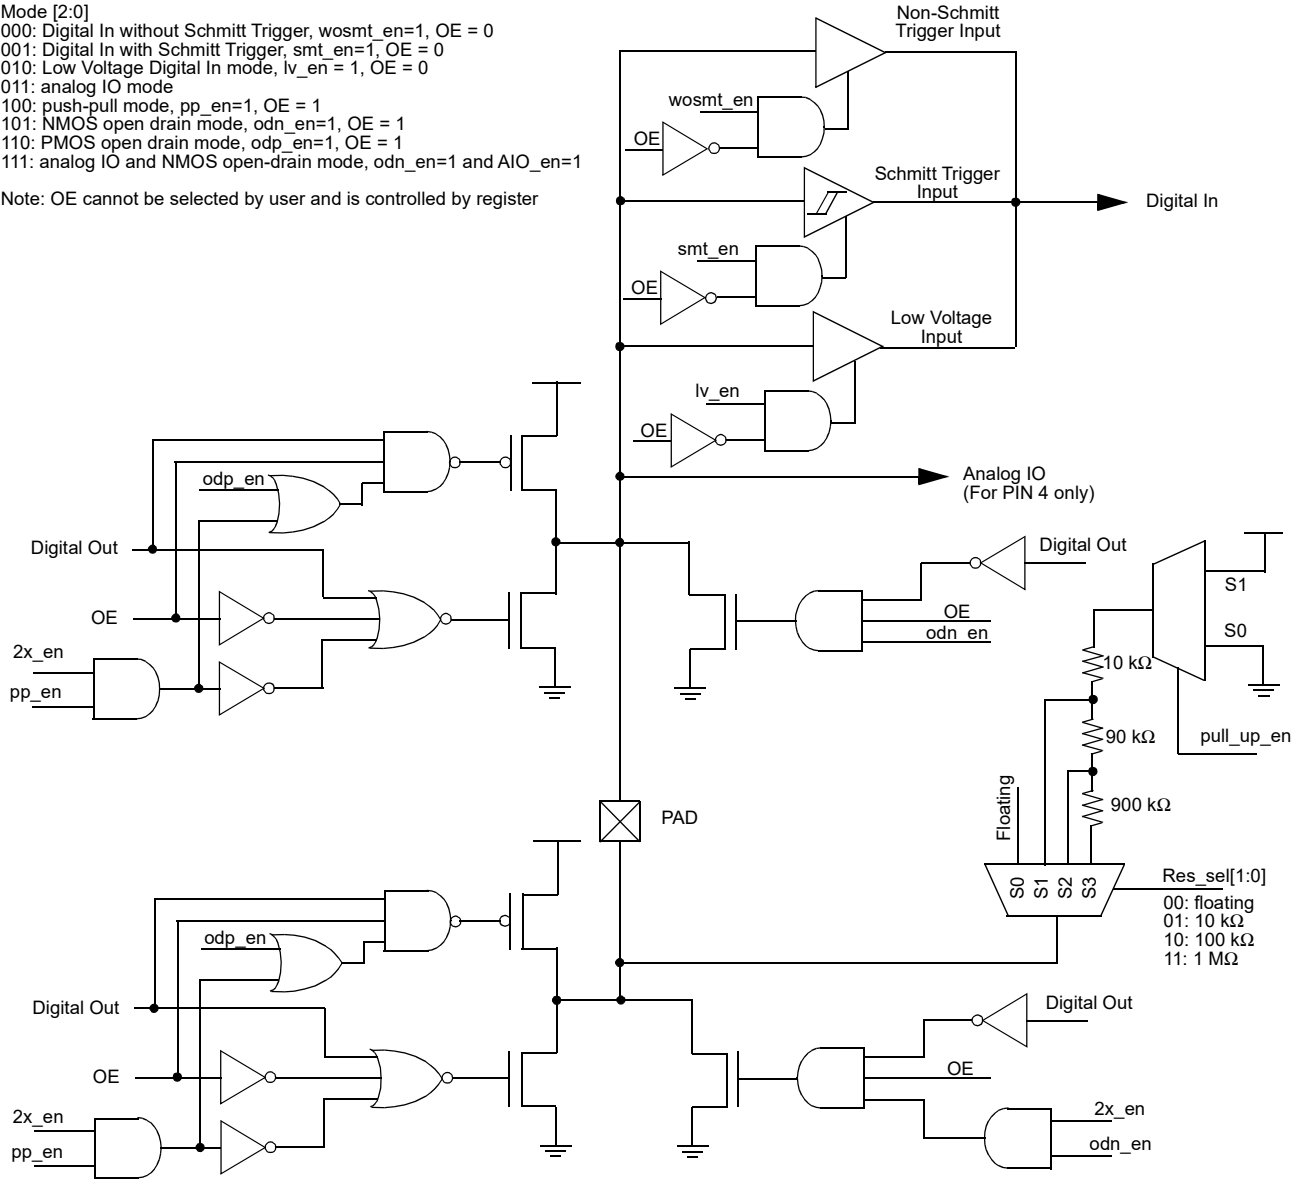 Mode [2:0]
000: Digital In without Schmitt Trigger, wosmt_en=1, OE = 0
001: Digital In with Schmitt Trigger, smt_en=1, OE = 0
010: Low Voltage Digital In mode, lv_en = 1, OE = 0
011: analog IO mode
100: push-pull mode, pp_en=1, OE = 1
101: NMOS open drain mode, odn_en=1, OE = 1
110: PMOS open drain mode, odp_en=1, OE = 1
111: analog IO and NMOS open-drain mode, odn_en=1 and AIO_en=1
Note: OE cannot be selected by user and is controlled by register
Non-Schmitt
Trigger Input
wosmt_en
OE
Schmitt Trigger
Input
Digital In
smt_en
OE
Low Voltage
Input
lv_en
OE
Analog IO
(For PIN 4 only)
odp_en
Digital Out
OE
2x_en
pp_en
Digital Out
OE
odn_en
S1
S0
10 kΩ
90 kΩ
pull_up_en
900 kΩ
Floating
PAD
S0
S1
S2
S3
Res_sel[1:0]
00: floating
01: 10 kΩ
10: 100 kΩ
11: 1 MΩ
odp_en
Digital Out
OE
2x_en
pp_en
Digital Out
OE
2x_en
odn_en